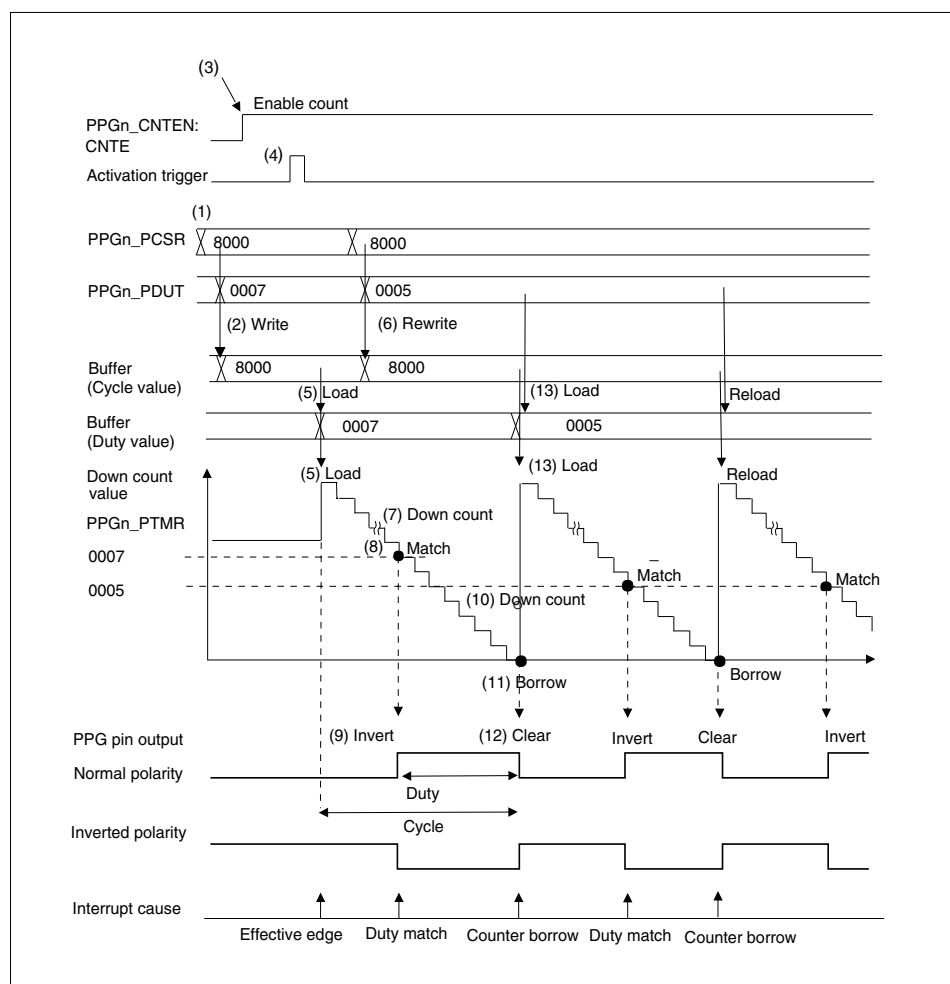 (3)
Enable count
PPGn_CNTEN:
CNTE
(4)
Activation trigger
(1)
PPGn_PCSR
8000
8000
PPGn_PDUT
0007
0005
(2) Write
(6) Rewrite
Buffer
(Cycle value)
8000
8000
(5) Load
(13) Load
Reload
Buffer
(Duty value)
0007
0005
Down count
value
(5) Load
(13) Load
Reload
PPGn_PTMR
(7) Down count
0007
(8)
Match
Match
Match
0005
(10) Down count
(11) Borrow
Borrow
PPG pin output
(9) Invert
(12) Clear
Invert
Clear
Invert
Normal polarity
Duty
Cycle
Inverted polarity
Interrupt cause
Effective edge
Duty match
Counter borrow
Duty match
Counter borrow